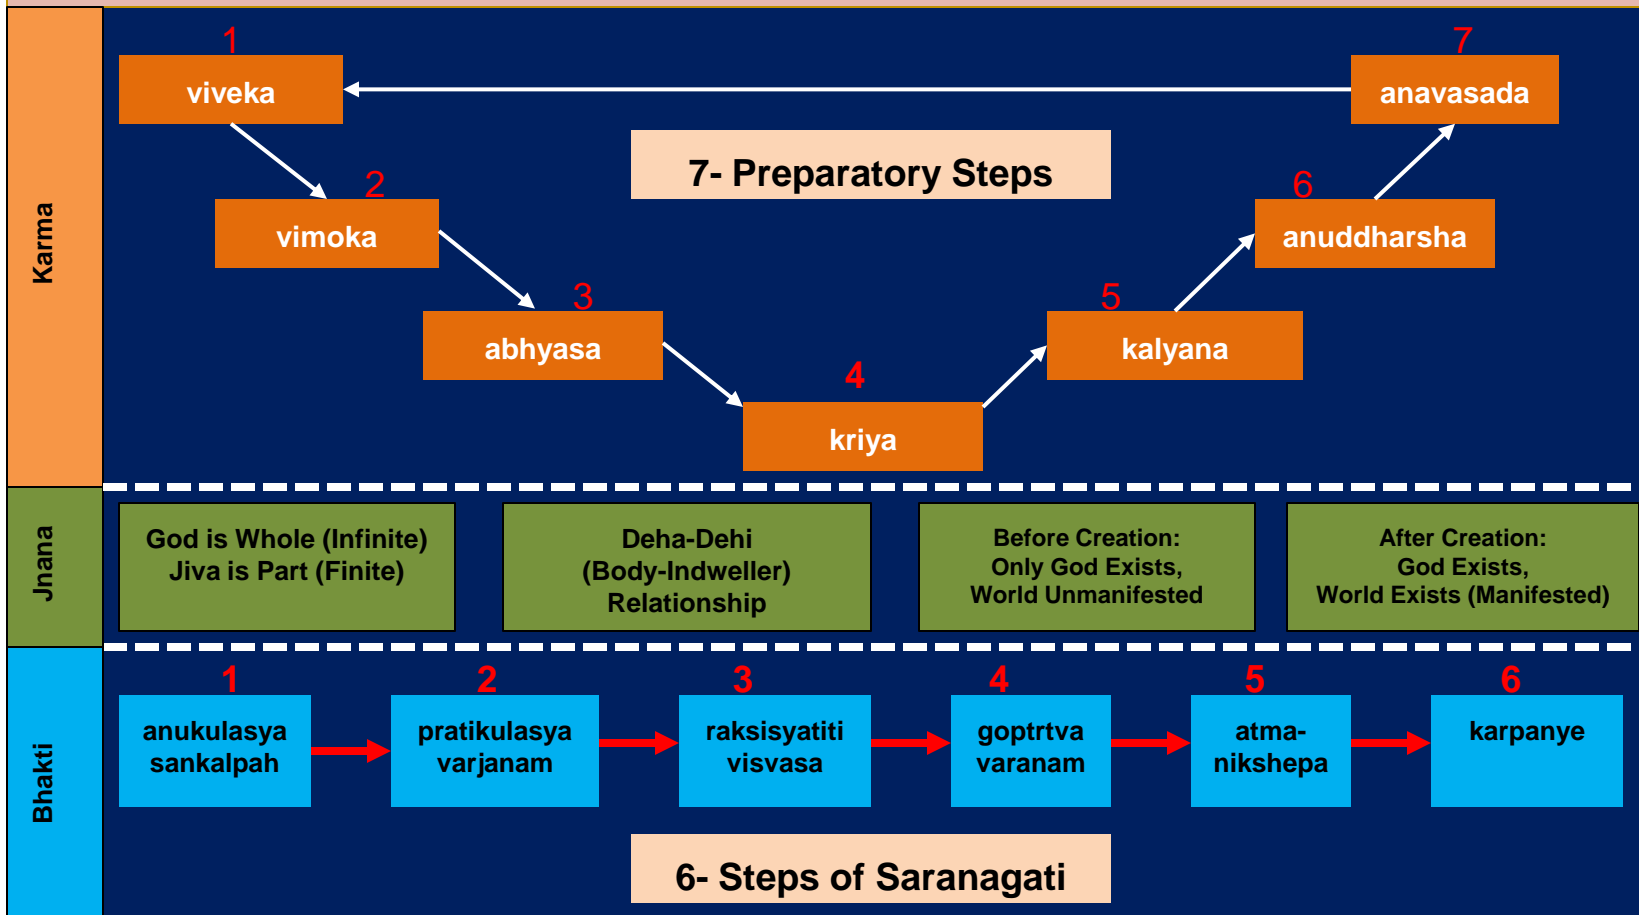 Karma
1
viveka
2
vimoka
3
abhyasa
4
kriya
5
kalyana
6
anuddharsha
7
anavasada
7- Preparatory Steps
Jnana
God is Whole (Infinite)
Jiva is Part (Finite)
Deha-Dehi
(Body-Indweller)
Relationship
Before Creation:
Only God Exists,
World Unmanifested
After Creation:
God Exists,
World Exists (Manifested)
Bhakti
1
anukulasya
sankalpah
2
pratikulasya
varjanam
3
raksisyatiti
visvasa
4
goptrtva
varanam
5
atma-
nikshepa
6
karpanye
6- Steps of Saranagati